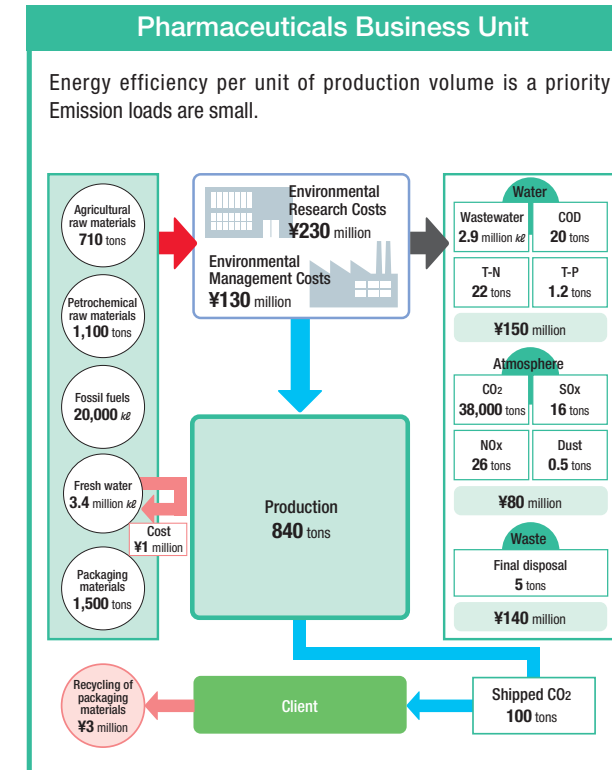 Pharmaceuticals Business Unit
Energy efficiency per unit of production volume is a priority
Emission loads are small.
Agricultural
raw materials
710 tons
Petrochemical
raw materials
1,100 tons
Fossil fuels
20,000 kℓ
Fresh water
3.4 million kℓ
Cost
¥1 million
Packaging
materials
1,500 tons
Environmental
Research Costs
¥230 million
Environmental
Management Costs
¥130 million
Production
840 tons
Water
Wastewater
2.9 million kℓ
COD
20 tons
T-N
22 tons
T-P
1.2 tons
¥150 million
Atmosphere
CO2
38,000 tons
SOx
16 tons
NOx
26 tons
Dust
0.5 tons
¥80 million
Waste
Final disposal
5 tons
¥140 million
Recycling of
packaging
materials
¥3 million
Client
Shipped CO2
100 tons